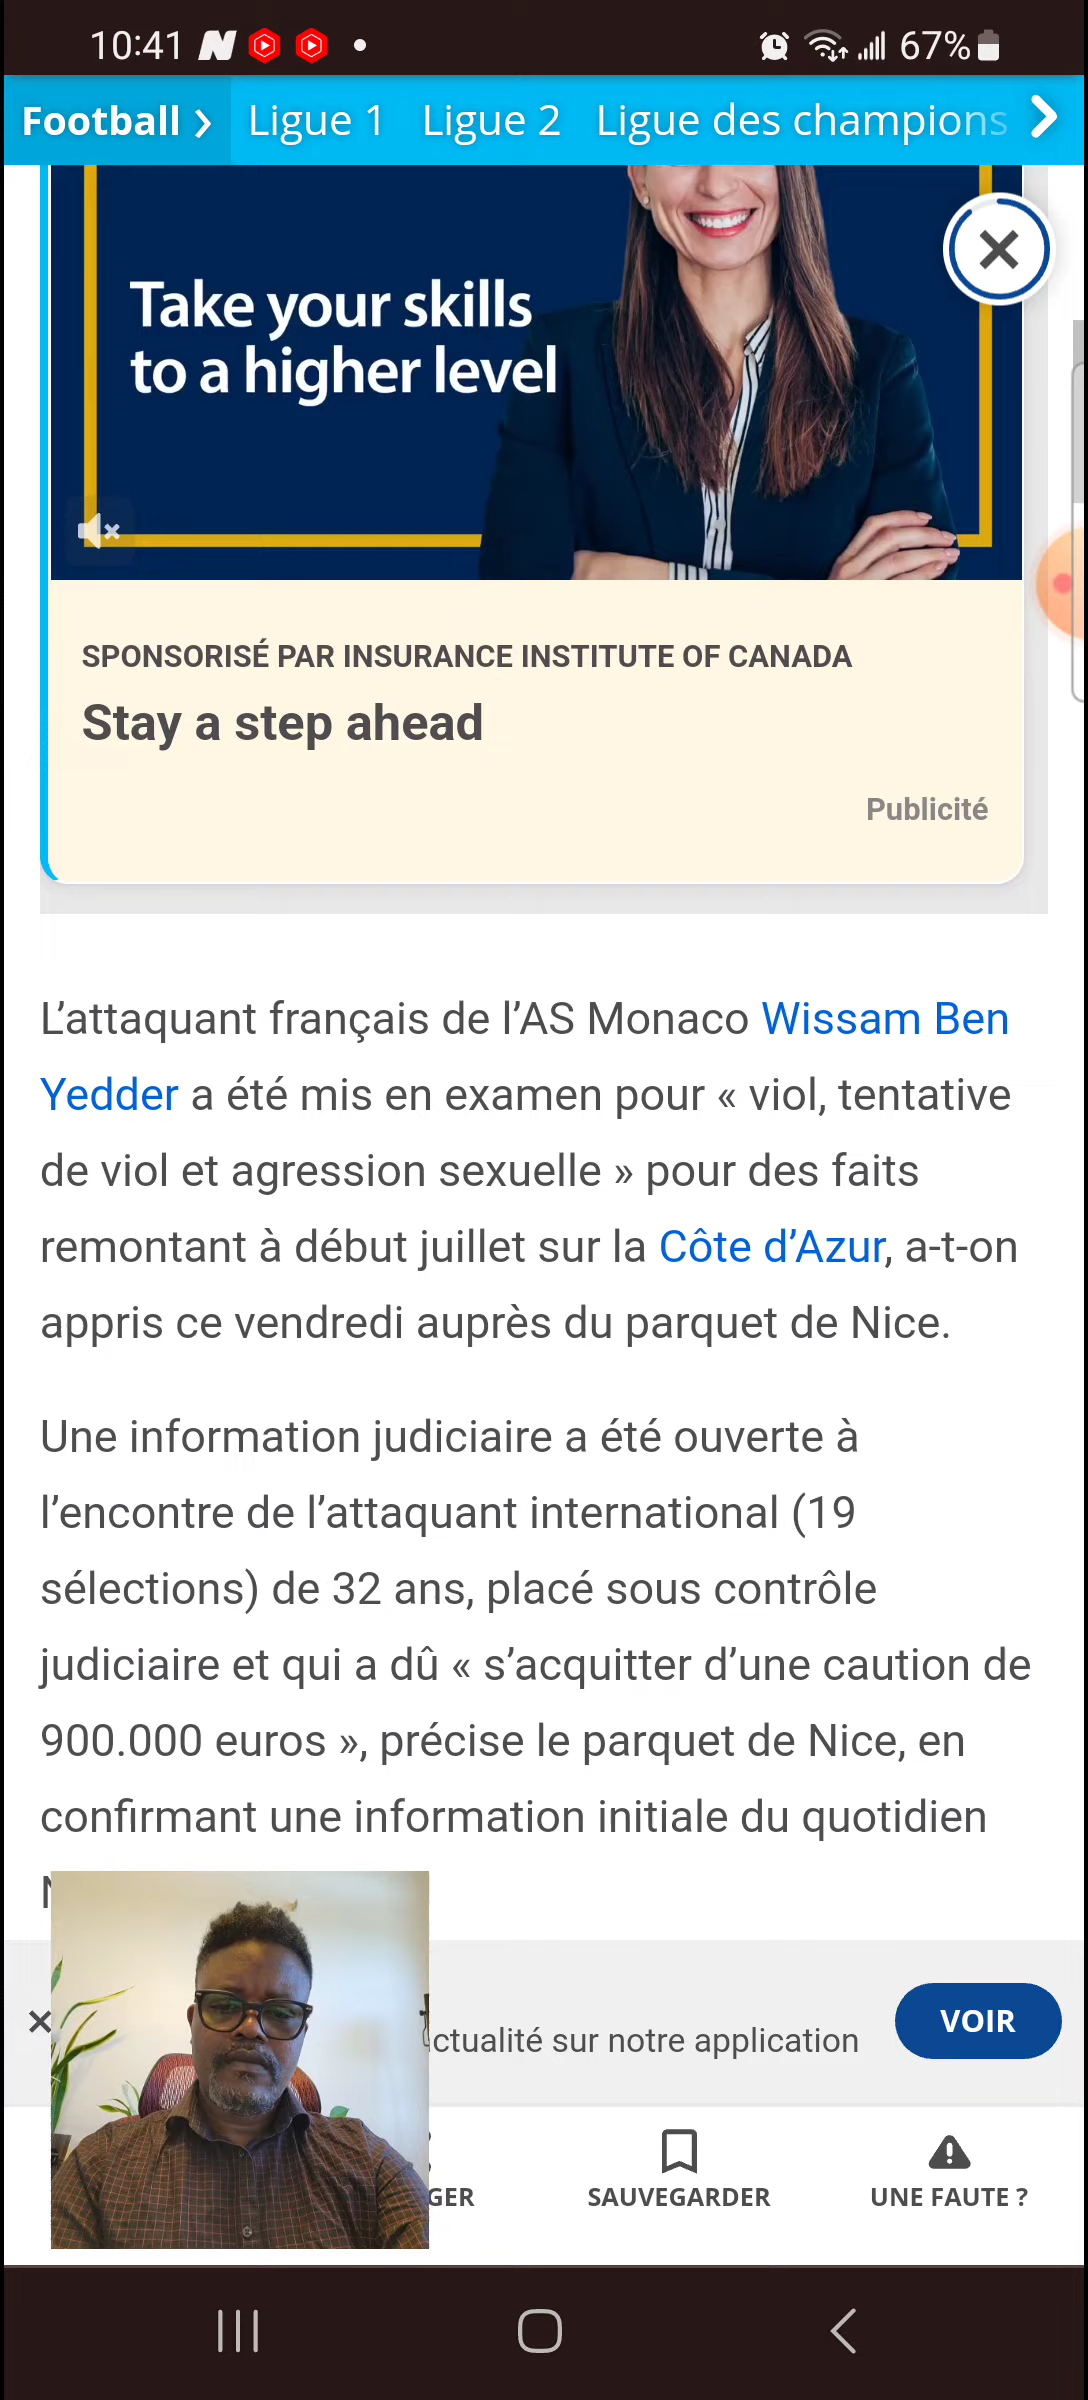 10:41
67%
Football
Ligue 1
Ligue 2
Ligue des champions
Take your skills
to a higher level
SPONSORISÉ PAR INSURANCE INSTITUTE OF CANADA
Stay a step ahead
Publicité
L’attaquant français de l’AS Monaco Wissam Ben
Yedder a été mis en examen pour « viol, tentative
de viol et agression sexuelle » pour des faits
remontant à début juillet sur la Côte d’Azur, a-t-on
appris ce vendredi auprès du parquet de Nice.
Une information judiciaire a été ouverte à
l’encontre de l’attaquant international (19
sélections) de 32 ans, placé sous contrôle
judiciaire et qui a dû « s’acquitter d’une caution de
900.000 euros », précise le parquet de Nice, en
confirmant une information initiale du quotidien
ctualité sur notre application
VOIR
GER
SAUVEGARDER
UNE FAUTE ?